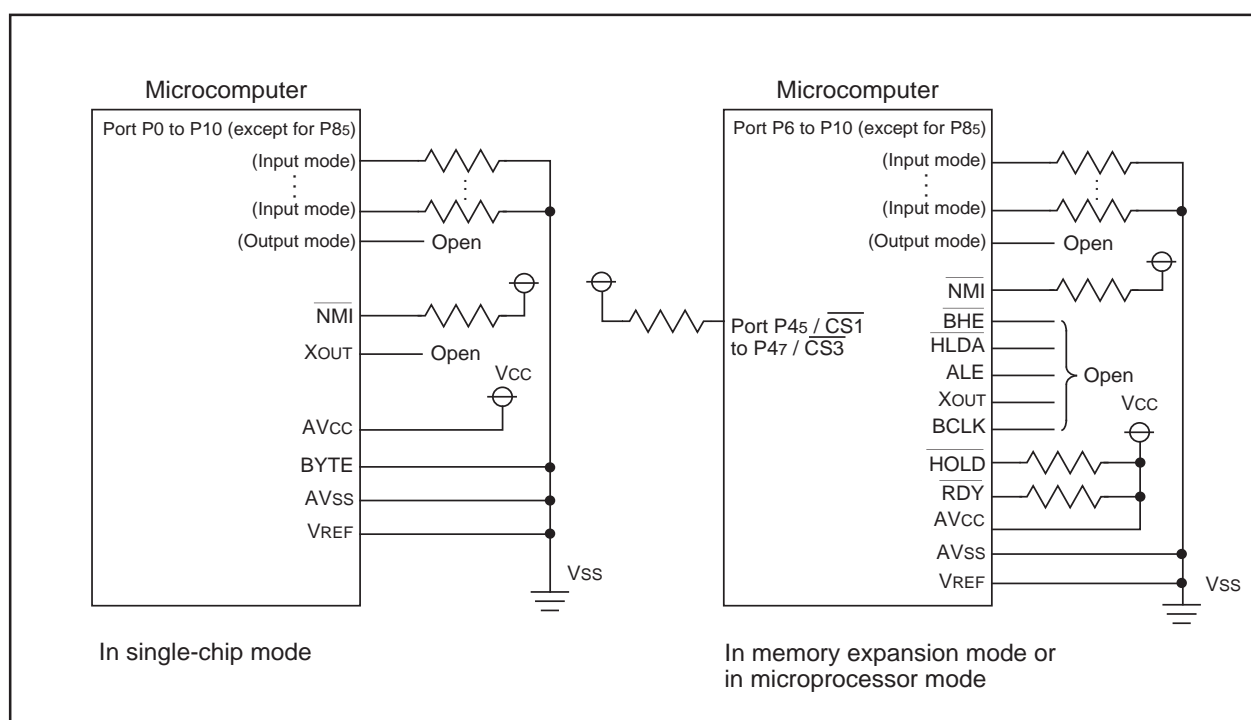 Microcomputer
Port P0 to P10 (except for P85)
(Input mode)
(Input mode)
(Output mode)
Open
NMI
XOUT
Open
VCC
AVCC
BYTE
AVSS
VREF
VSS
In single-chip mode
Microcomputer
Port P6 to P10 (except for P85)
(Input mode)
(Input mode)
(Output mode)
Open
NMI
Port P45 / CS1
to P47 / CS3
BHE
HLDA
ALE
XOUT
BCLK
Open
VCC
HOLD
RDY
AVCC
AVSS
VREF
VSS
In memory expansion mode or
in microprocessor mode